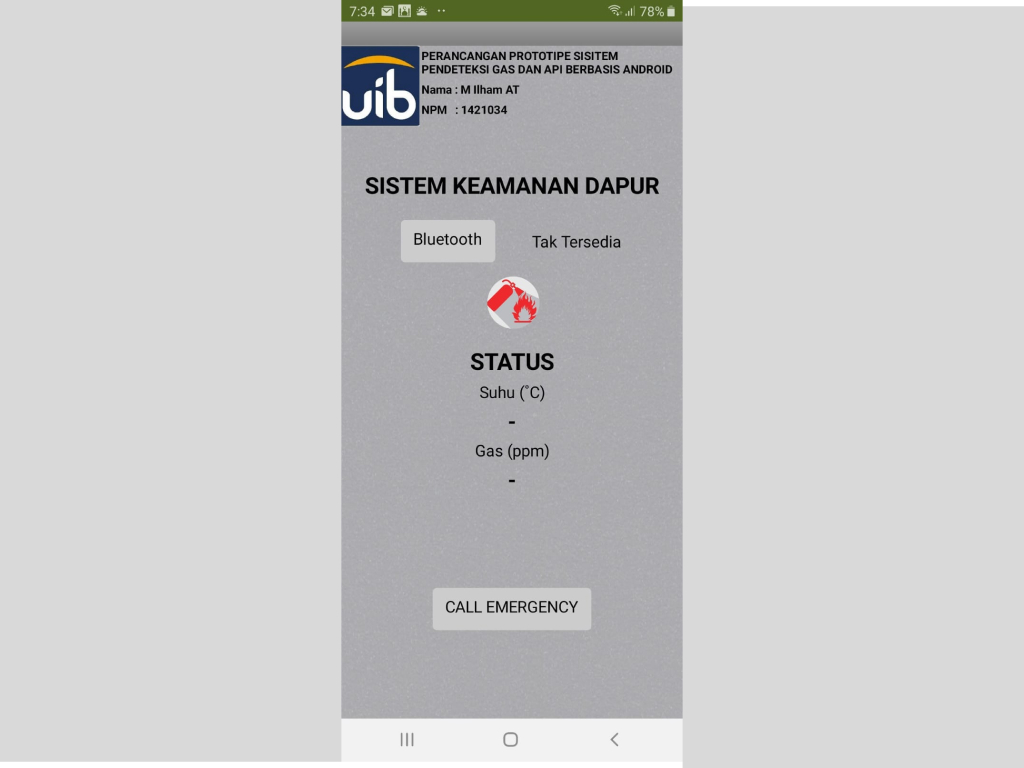 7:34
78%
uib
PERANCANGAN PROTOTIPE SISITEM
PENDETEKSI GAS DAN API BERBASIS ANDROID
Nama : M Ilham AT
NPM : 1421034
SISTEM KEAMANAN DAPUR
Bluetooth
Tak Tersedia
STATUS
Suhu (°C)
-
Gas (ppm)
-
CALL EMERGENCY